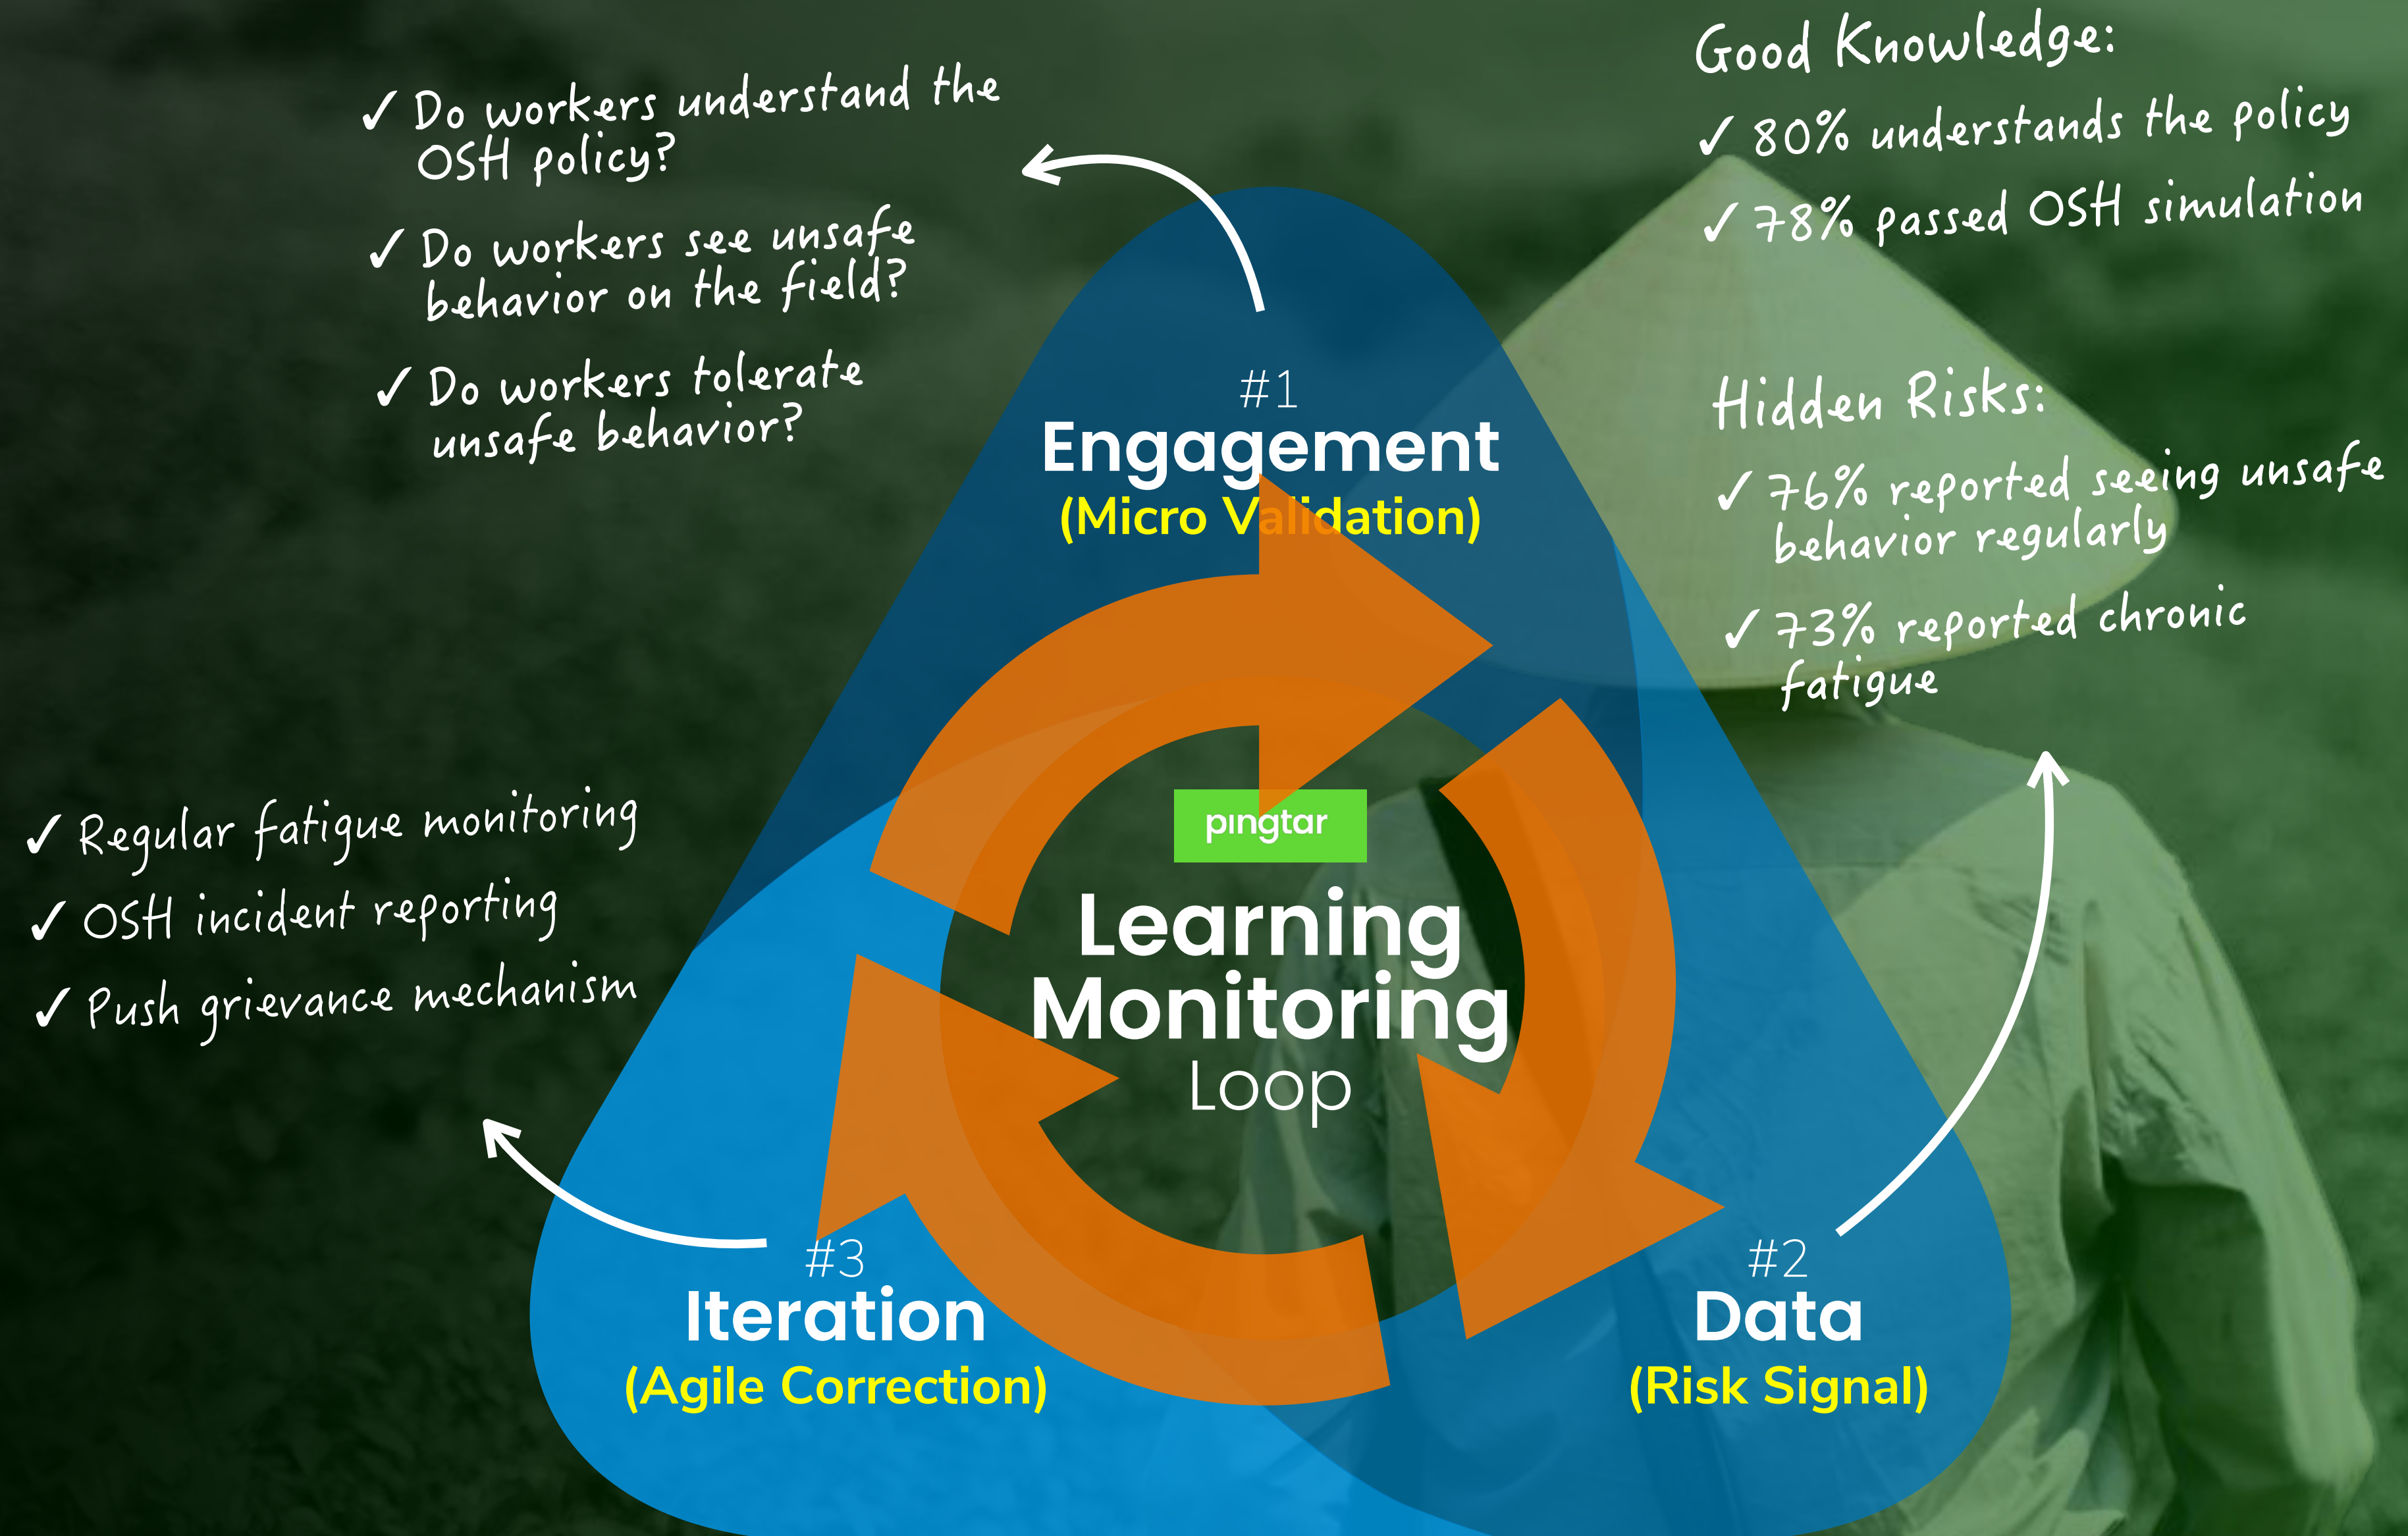 ✓ Do workers understand the
OSH policy?
✓ Do workers see unsafe
behavior on the field?
✓ Do workers tolerate
unsafe behavior?
Good Knowledge:
✓ 80% understands the policy
✓ 78% passed OSH simulation
Hidden Risks:
✓ 76% reported seeing unsafe
behavior regularly
✓ 73% reported chronic
fatigue
#1
Engagement
(Micro Validation)
pingtar
Learning
Monitoring
Loop
✓ Regular fatigue monitoring
✓ OSH incident reporting
✓ Push grievance mechanism
#3
Iteration
(Agile Correction)
#2
Data
(Risk Signal)